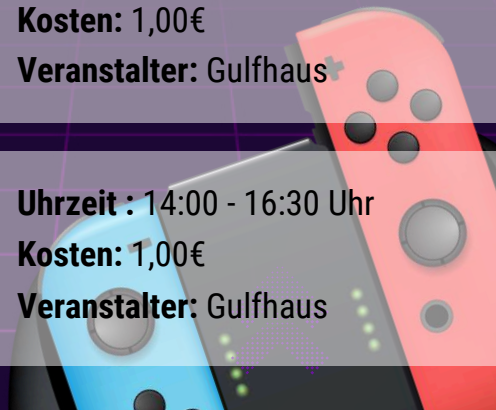 Kosten: 1,00€
Veranstalter: Gulfhaus
Uhrzeit : 14:00 - 16:30 Uhr
Kosten: 1,00€
Veranstalter: Gulfhaus